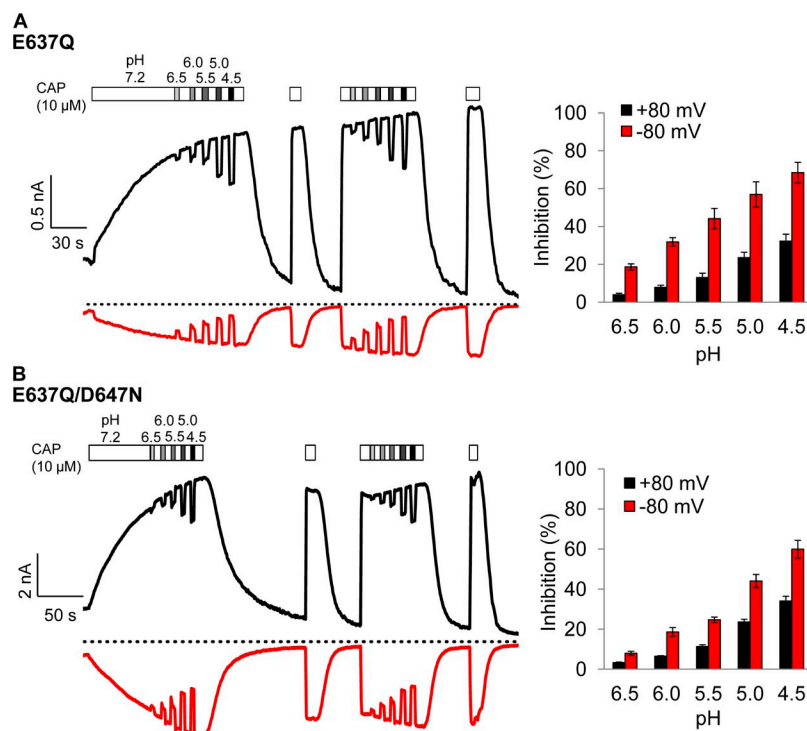 A
E637Q
pH
7.2
6.0 5.0
6.5 5.5 4.5
CAP
(10 µM)
0.5 nA
30 s
Inhibition (%)
100
80
60
40
20
0
+80 mV
-80 mV
6.5 6.0 5.5 5.0 4.5
pH
B
E637Q/D647N
pH
7.2
6.0 5.0
6.5 5.5 4.5
CAP
(10 µM)
2 nA
50 s
Inhibition (%)
100
80
60
40
20
0
+80 mV
-80 mV
6.5 6.0 5.5 5.0 4.5
pH